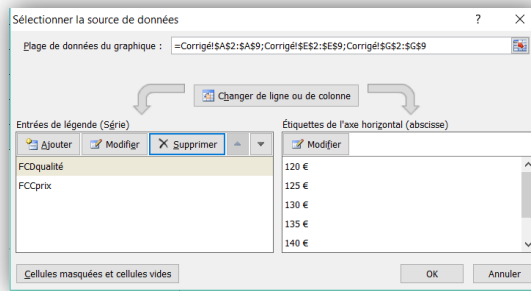 Sélectionner la source de données ? X
Plage de données du graphique : =Corrigé!$A$2:$A$9;Corrigé!$E$2:$E$9;Corrigé!$G$2:$G$9
Changer de ligne ou de colonne
Entrées de légende (Série)
Ajouter Modifier Supprimer
FCDqualité
FCCprix
Étiquettes de l'axe horizontal (abscisse)
Modifier
120 €
125 €
130 €
135 €
140 €
Cellules masquées et cellules vides
OK Annuler